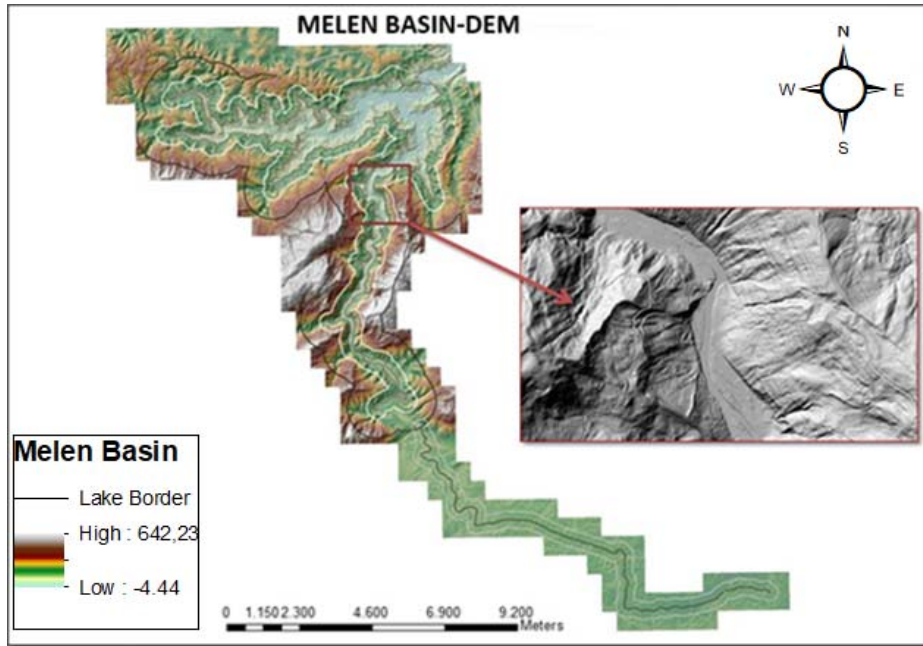 MELEN BASIN-DEM
N
W E
S
Melen Basin
Lake Border
High : 642,23
Low : -4.44
0 1.150 2.300 4.600 6.900 9.200
Meters